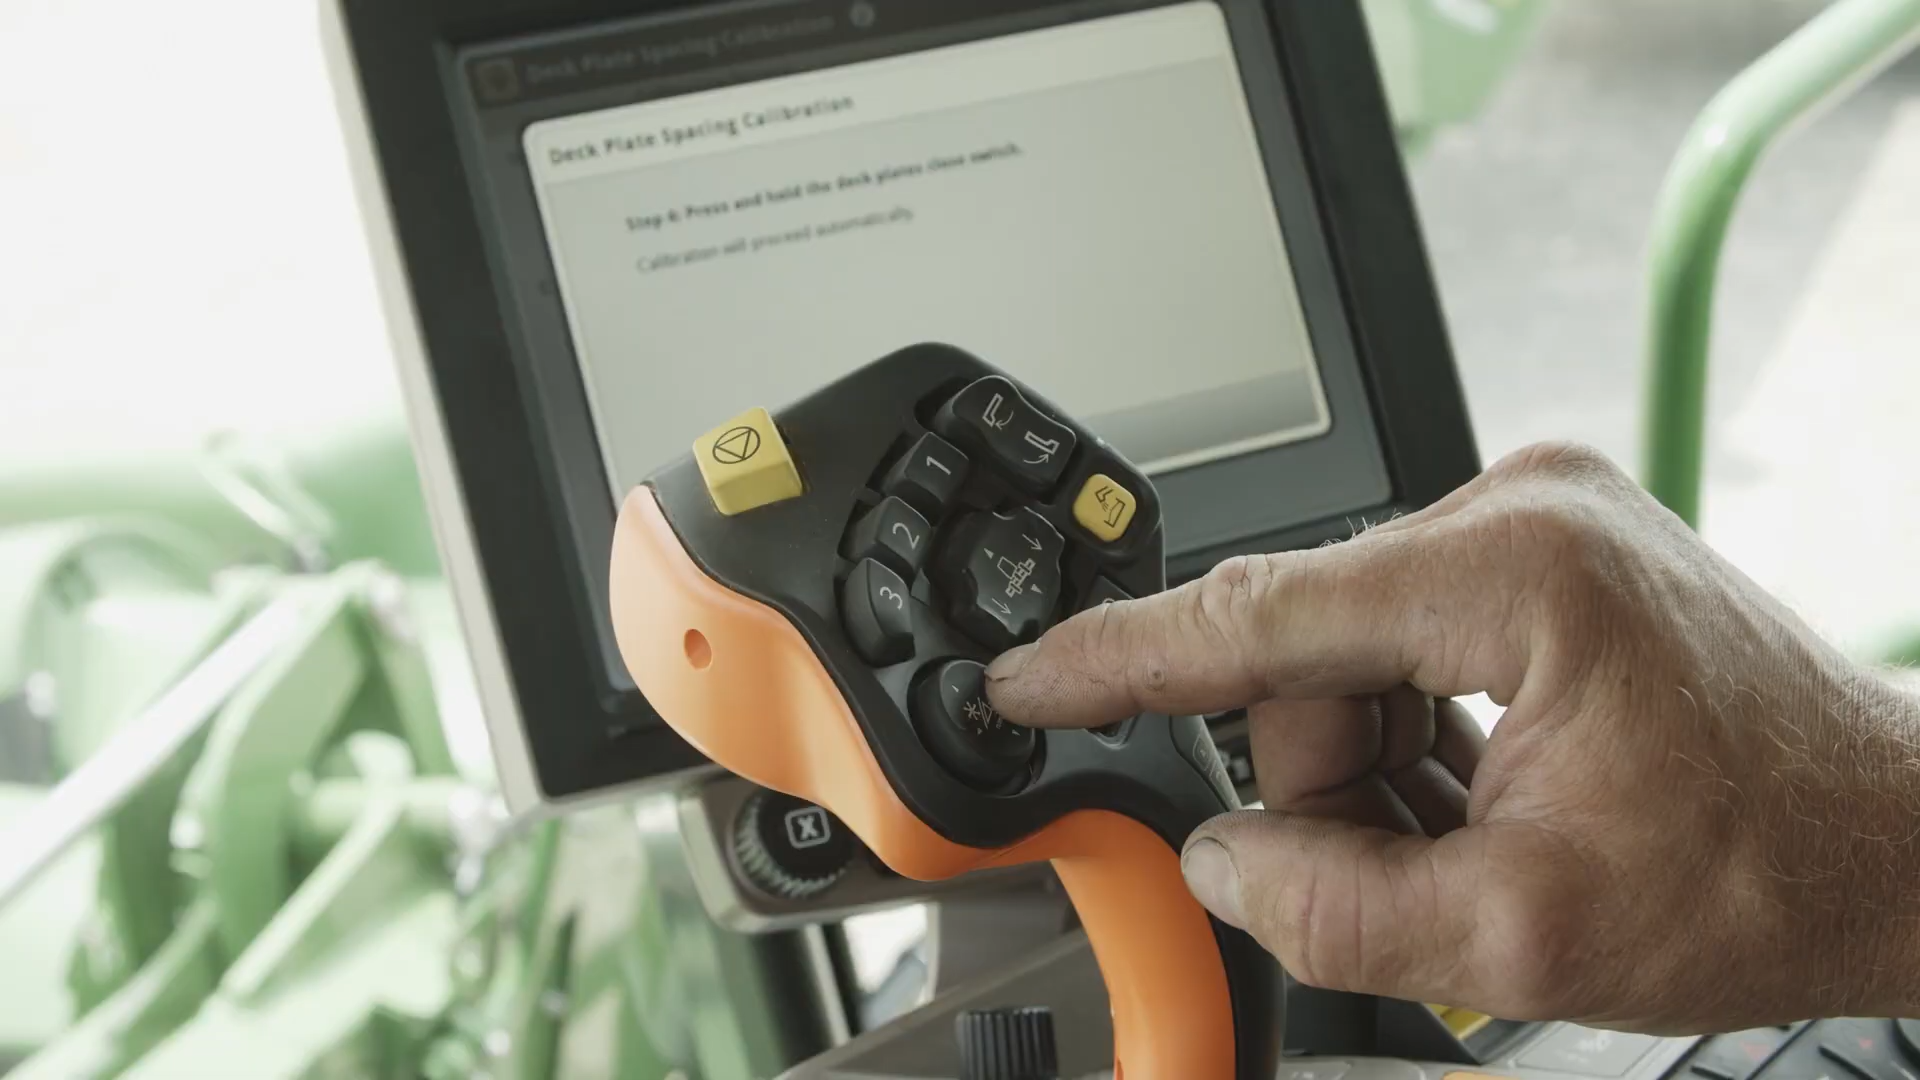 Deck Plate Spacing Calibration
Deck Plate Spacing Calibration
Step 4: Press and hold the deck plates close switch.
Calibration will proceed automatically.
1
2
3
X